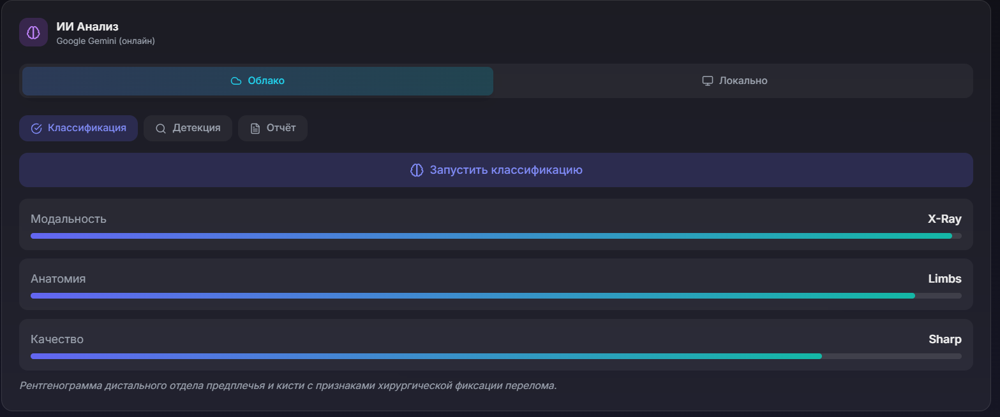 ИИ Анализ
Google Gemini (онлайн)
Облако
Локально
Классификация
Детекция
Отчёт
Запустить классификацию
Модальность
X-Ray
Анатомия
Limbs
Качество
Sharp
Рентгенограмма дистального отдела предплечья и кисти с признаками хирургической фиксации перелома.